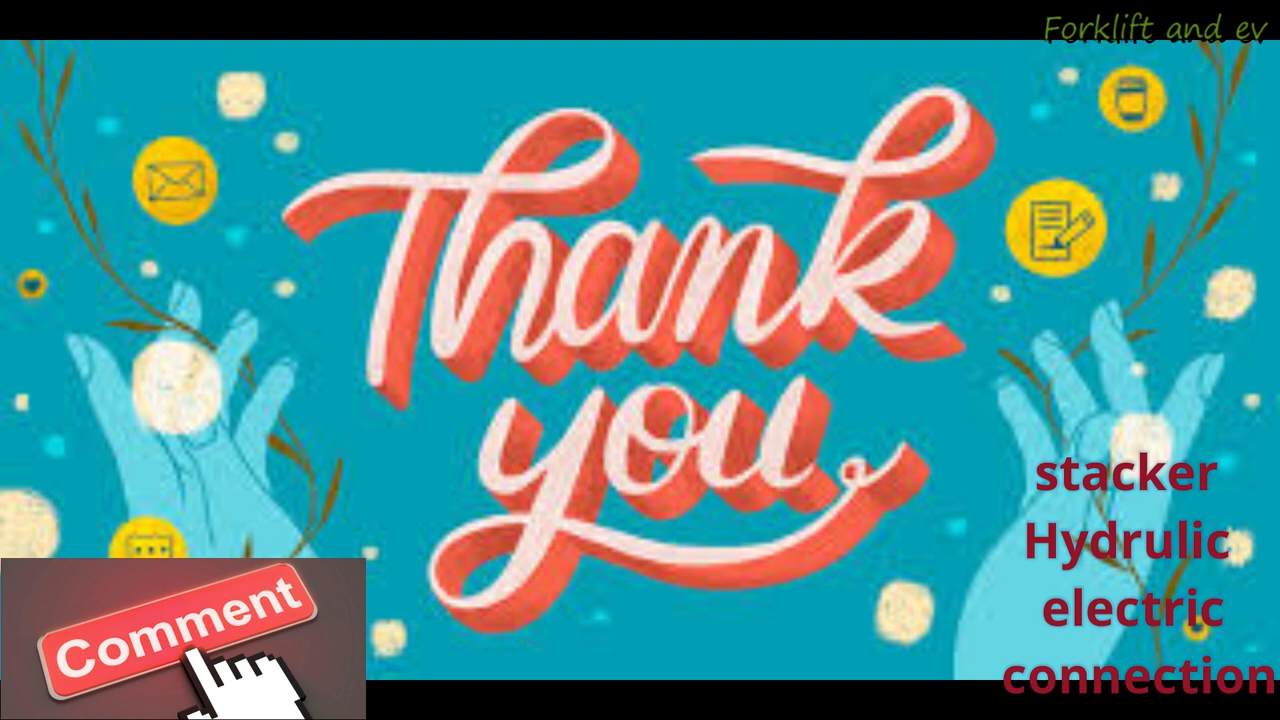 Forklift and ev
Thank
you
stacker
Hydrulic
electric
connection
Comment